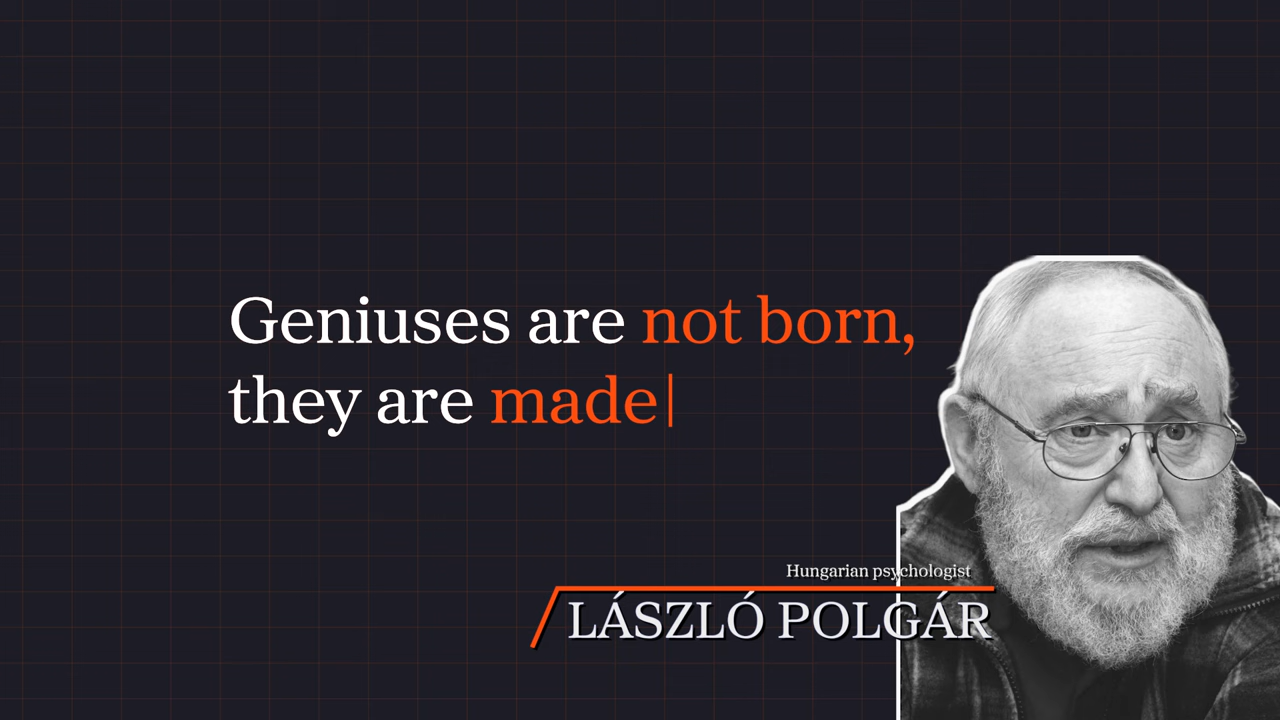 Geniuses are not born,
they are made
Hungarian psychologist
LÁSZLÓ POLGÁR